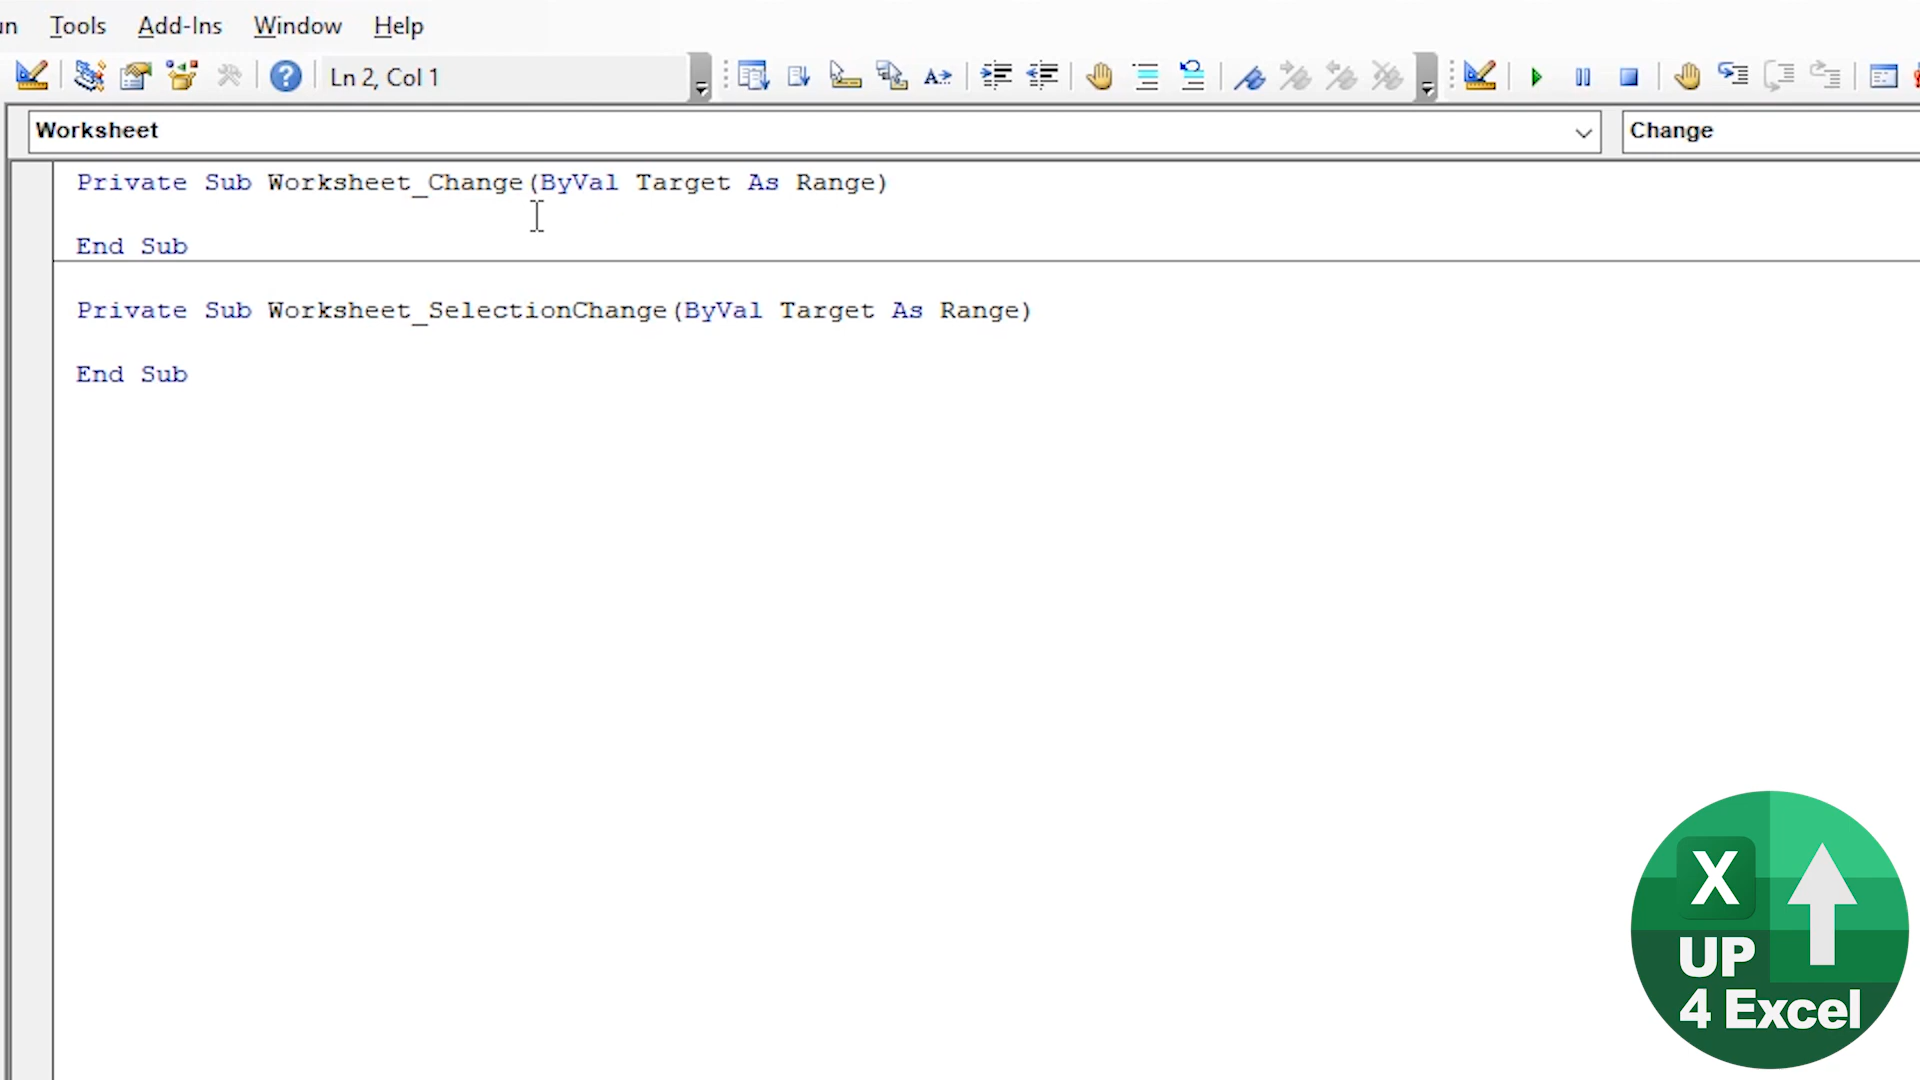 un Tools Add-Ins Window Help
Ln 2, Col 1
Worksheet
Change
Private Sub Worksheet_Change(ByVal Target As Range)
End Sub
Private Sub Worksheet_SelectionChange(ByVal Target As Range)
End Sub
X
UP
4 Excel